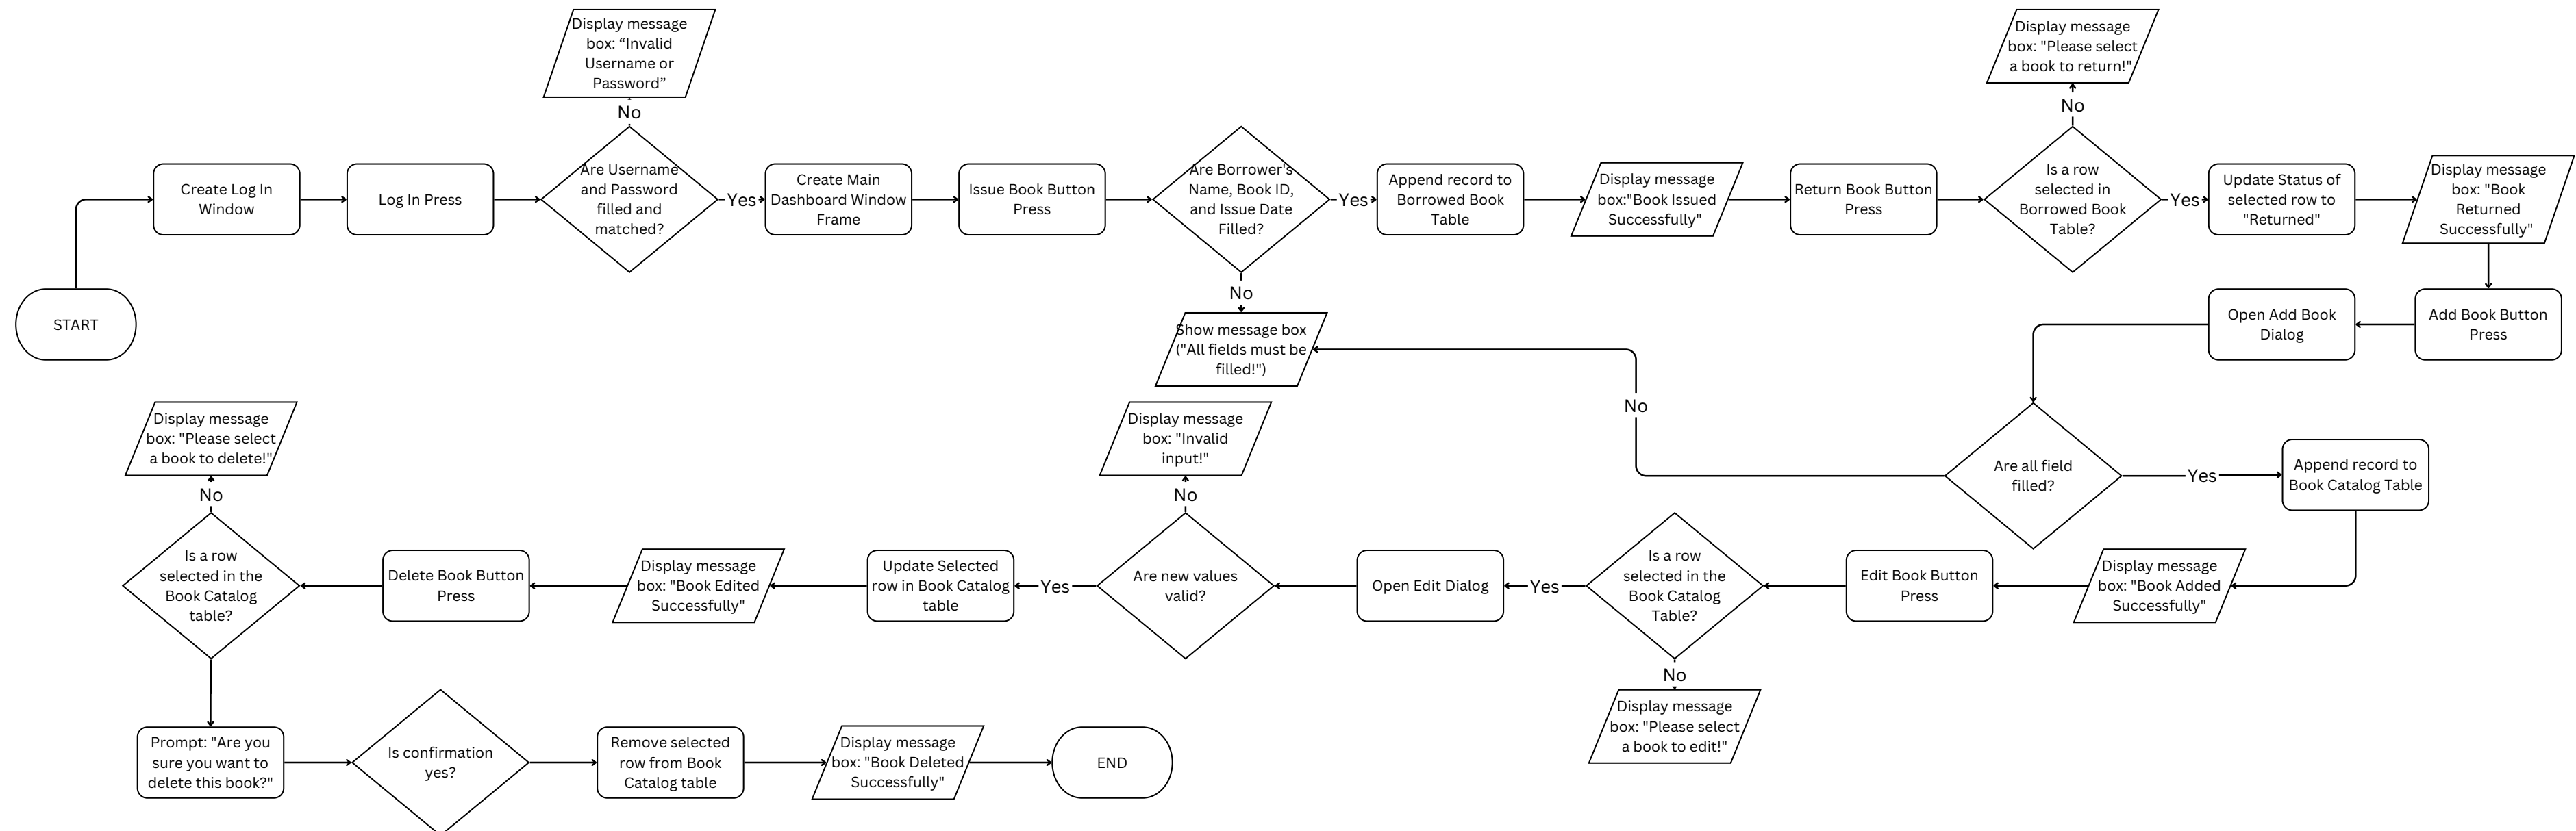 Display message
box: “Invalid
Username or
Password”
No
Display message
box: "Please select
a book to return!"
No
START
Create Log In
Window
Log In Press
Are Username
and Password
filled and
matched?
Yes
Create Main
Dashboard Window
Frame
Issue Book Button
Press
Are Borrower's
Name, Book ID,
and Issue Date
Filled?
Yes
Append record to
Borrowed Book
Table
Display message
box:"Book Issued
Successfully"
Return Book Button
Press
Is a row
selected in
Borrowed Book
Table?
Yes
Update Status of
selected row to
"Returned"
Display message
box: "Book
Returned
Successfully"
No
Show message box
("All fields must be
filled!")
Add Book Button
Press
Open Add Book
Dialog
No
Are all field
filled?
Yes
Append record to
Book Catalog Table
Display message
box: "Book Added
Successfully"
Edit Book Button
Press
Is a row
selected in the
Book Catalog
Table?
No
Display message
box: "Please select
a book to edit!"
Yes
Open Edit Dialog
Are new values
valid?
No
Display message
box: "Invalid
input!"
Yes
Update Selected
row in Book Catalog
table
Display message
box: "Book Edited
Successfully"
Delete Book Button
Press
Is a row
selected in the
Book Catalog
table?
No
Display message
box: "Please select
a book to delete!"
Prompt: "Are you
sure you want to
delete this book?"
Is confirmation
yes?
Remove selected
row from Book
Catalog table
Display message
box: "Book Deleted
Successfully"
END